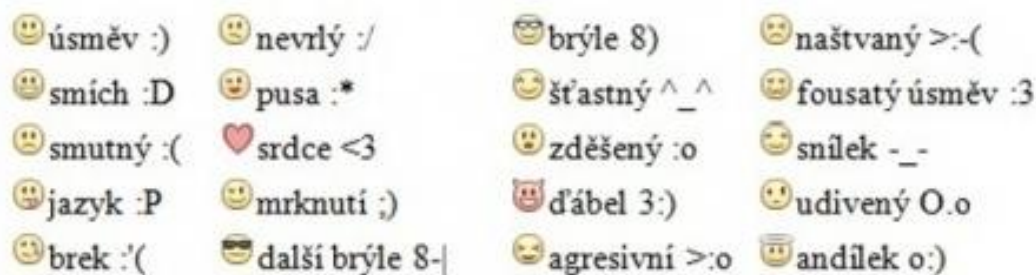 úsměv :) nevrlý :/ brýle 8) naštvaný >:-(
smích :D pusa :* šťastný ^_^ fousatý úsměv :3
smutný :( srdce <3 zděšený :o snílek -_-
jazyk :P mrknutí ;) ďábel 3:) udivený O.o
brek :'( další brýle 8-| agresivní >:o andílek o:)